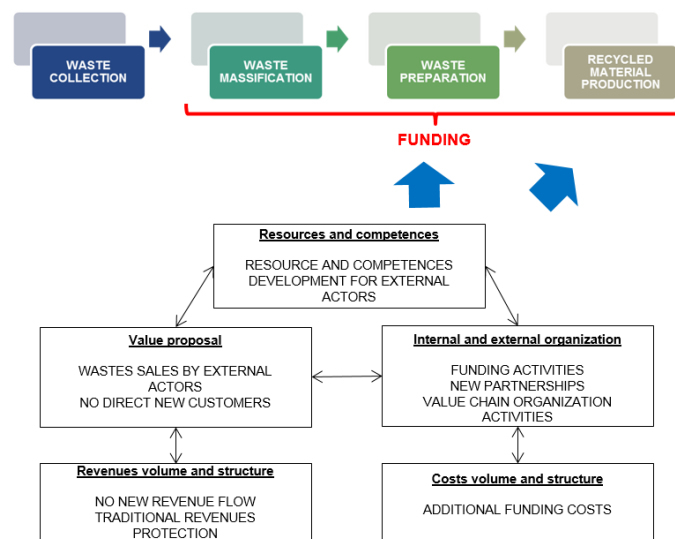 WASTE
COLLECTION
WASTE
MASSIFICATION
WASTE
PREPARATION
RECYCLED
MATERIAL
PRODUCTION
FUNDING
Resources and competences
RESOURCE AND COMPETENCES
DEVELOPMENT FOR EXTERNAL
ACTORS
Value proposal
WASTES SALES BY EXTERNAL
ACTORS
NO DIRECT NEW CUSTOMERS
Internal and external organization
FUNDING ACTIVITIES
NEW PARTNERSHIPS
VALUE CHAIN ORGANIZATION
ACTIVITIES
Revenues volume and structure
NO NEW REVENUE FLOW
TRADITIONAL REVENUES
PROTECTION
Costs volume and structure
ADDITIONAL FUNDING COSTS